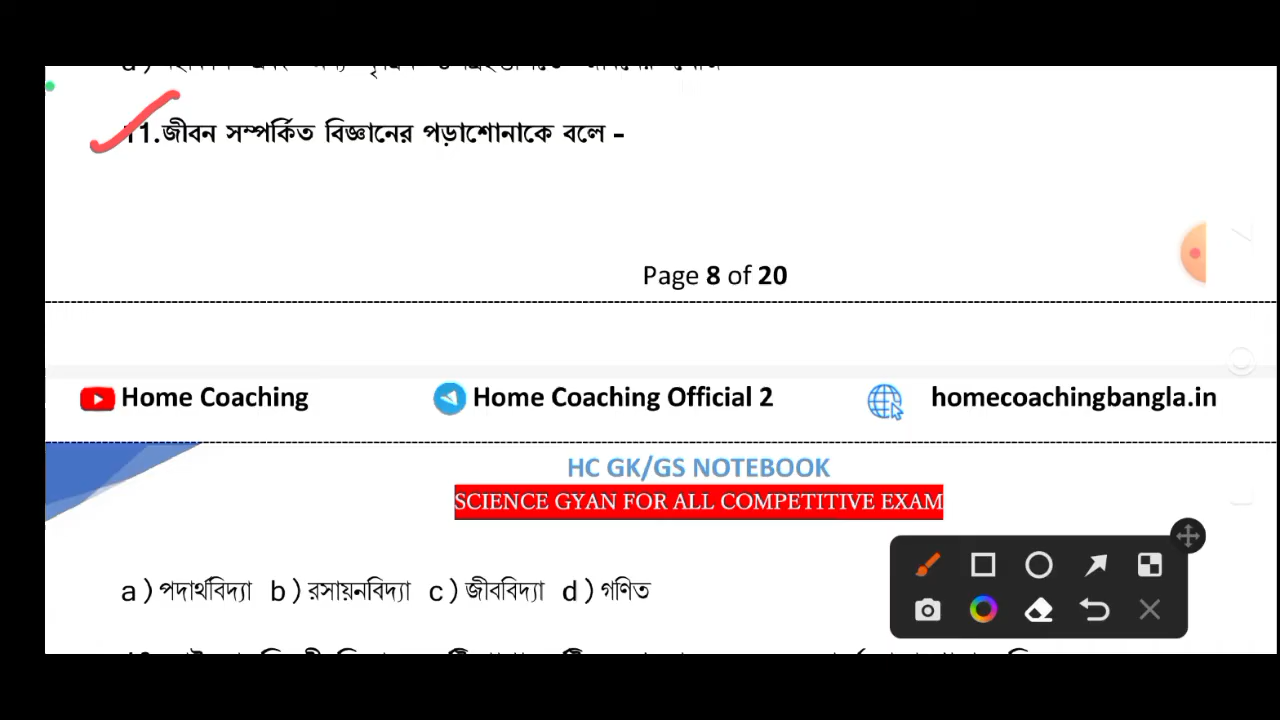 11.জীবন সম্পর্কিত বিজ্ঞানের পড়াশোনাকে বলে -
Page 8 of 20
Home Coaching Home Coaching Official 2 homecoachingbangla.in
HC GK/GS NOTEBOOK
SCIENCE GYAN FOR ALL COMPETITIVE EXAM
a ) পদার্থবিদ্যা b ) রসায়নবিদ্যা c ) জীববিদ্যা d ) গণিত